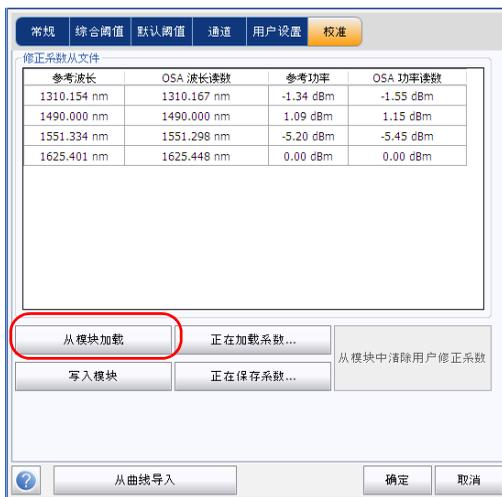 常规 综合阈值 默认阈值 通道 用户设置 校准
修正系数从文件
参考波长 OSA 波长读数 参考功率 OSA 功率读数
1310.154 nm 1310.167 nm -1.34 dBm -1.55 dBm
1490.000 nm 1490.000 nm 1.09 dBm 1.15 dBm
1551.334 nm 1551.298 nm -5.20 dBm -5.45 dBm
1625.401 nm 1625.448 nm 0.00 dBm 0.00 dBm
从模块加载 正在加载系数...
从模块中清除用户修正系数
写入模块 正在保存系数...
? 从曲线导入 确定 取消